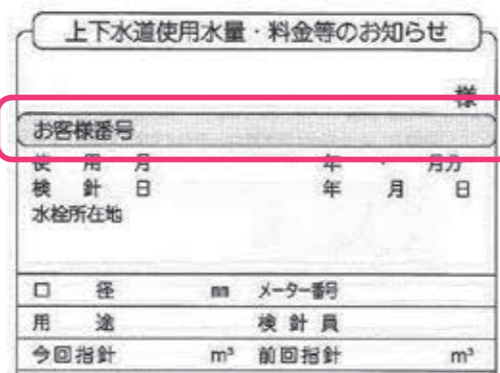 上下水道使用水量・料金等のお知らせ
様
お客様番号
使 用 月 年 ・ 月分
検 針 日 年 月 日
水栓所在地
口 径 mm メーター番号
用 途 検 針 員
今回指針 m³ 前回指針 m³